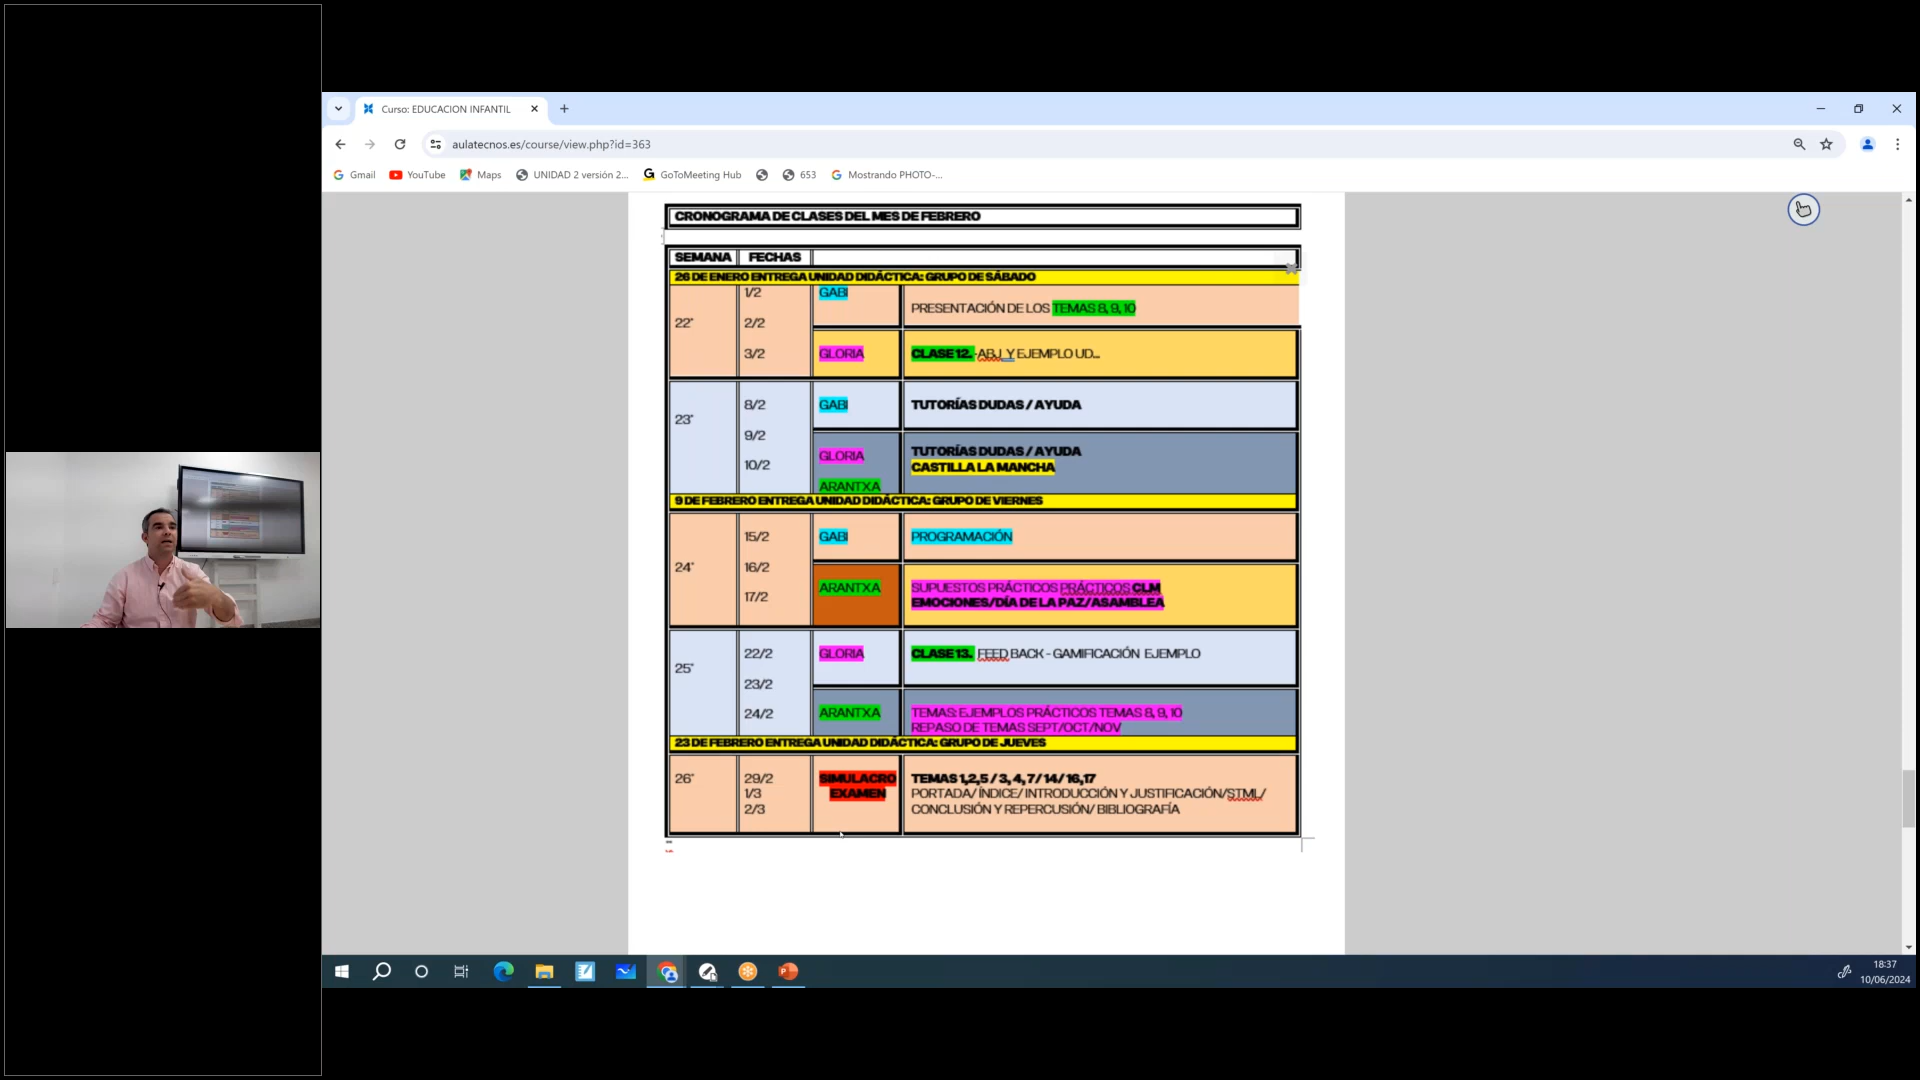 Curso: EDUCACION INFANTIL
aulatecnos.es/course/view.php?id=363
Gmail
YouTube
Maps
UNIDAD 2 versión 2...
GoToMeeting Hub
653
Mostrando PHOTO-...
CRONOGRAMA DE CLASES DEL MES DE FEBRERO
SEMANA FECHAS
26 DE ENERO ENTREGA UNIDAD DIDÁCTICA: GRUPO DE SÁBADO
22ª
1/2
2/2
3/2
GABI
PRESENTACIÓN DE LOS TEMAS 8, 9, 10
GLORIA
CLASE 12.-ABJ Y EJEMPLO UD...
23ª
8/2
9/2
10/2
GABI
TUTORÍAS DUDAS / AYUDA
GLORIA
ARANTXA
TUTORÍAS DUDAS / AYUDA
CASTILLA LA MANCHA
9 DE FEBRERO ENTREGA UNIDAD DIDÁCTICA: GRUPO DE VIERNES
24ª
15/2
16/2
17/2
GABI
PROGRAMACIÓN
ARANTXA
SUPUESTOS PRÁCTICOS PRÁCTICOS CLM
EMOCIONES/DÍA DE LA PAZ/ASAMBLEA
25ª
22/2
23/2
24/2
GLORIA
CLASE 13. FEED BACK - GAMIFICACIÓN EJEMPLO
ARANTXA
TEMAS: EJEMPLOS PRÁCTICOS TEMAS 8, 9, 10
REPASO DE TEMAS SEPT/OCT/NOV
23 DE FEBRERO ENTREGA UNIDAD DIDÁCTICA: GRUPO DE JUEVES
26ª
29/2
1/3
2/3
SIMULACRO
EXAMEN
TEMAS 1,2,5 / 3, 4, 7/ 14/ 16,17
PORTADA/ ÍNDICE/ INTRODUCCIÓN Y JUSTIFICACIÓN/STML/
CONCLUSIÓN Y REPERCUSIÓN/ BIBLIOGRAFÍA
18:37
10/06/2024